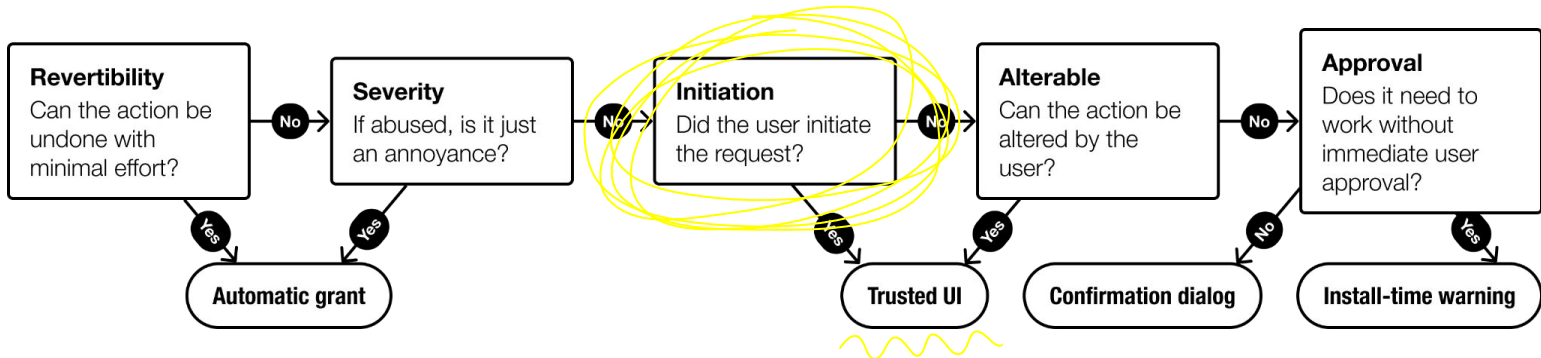 Revertibility
Can the action be
undone with
minimal effort?
No
Severity
If abused, is it just
an annoyance?
No
Initiation
Did the user initiate
the request?
No
Alterable
Can the action be
altered by the
user?
No
Approval
Does it need to
work without
immediate user
approval?
Yes
Yes
Yes
Yes
No
Yes
Automatic grant
Trusted UI
Confirmation dialog
Install-time warning